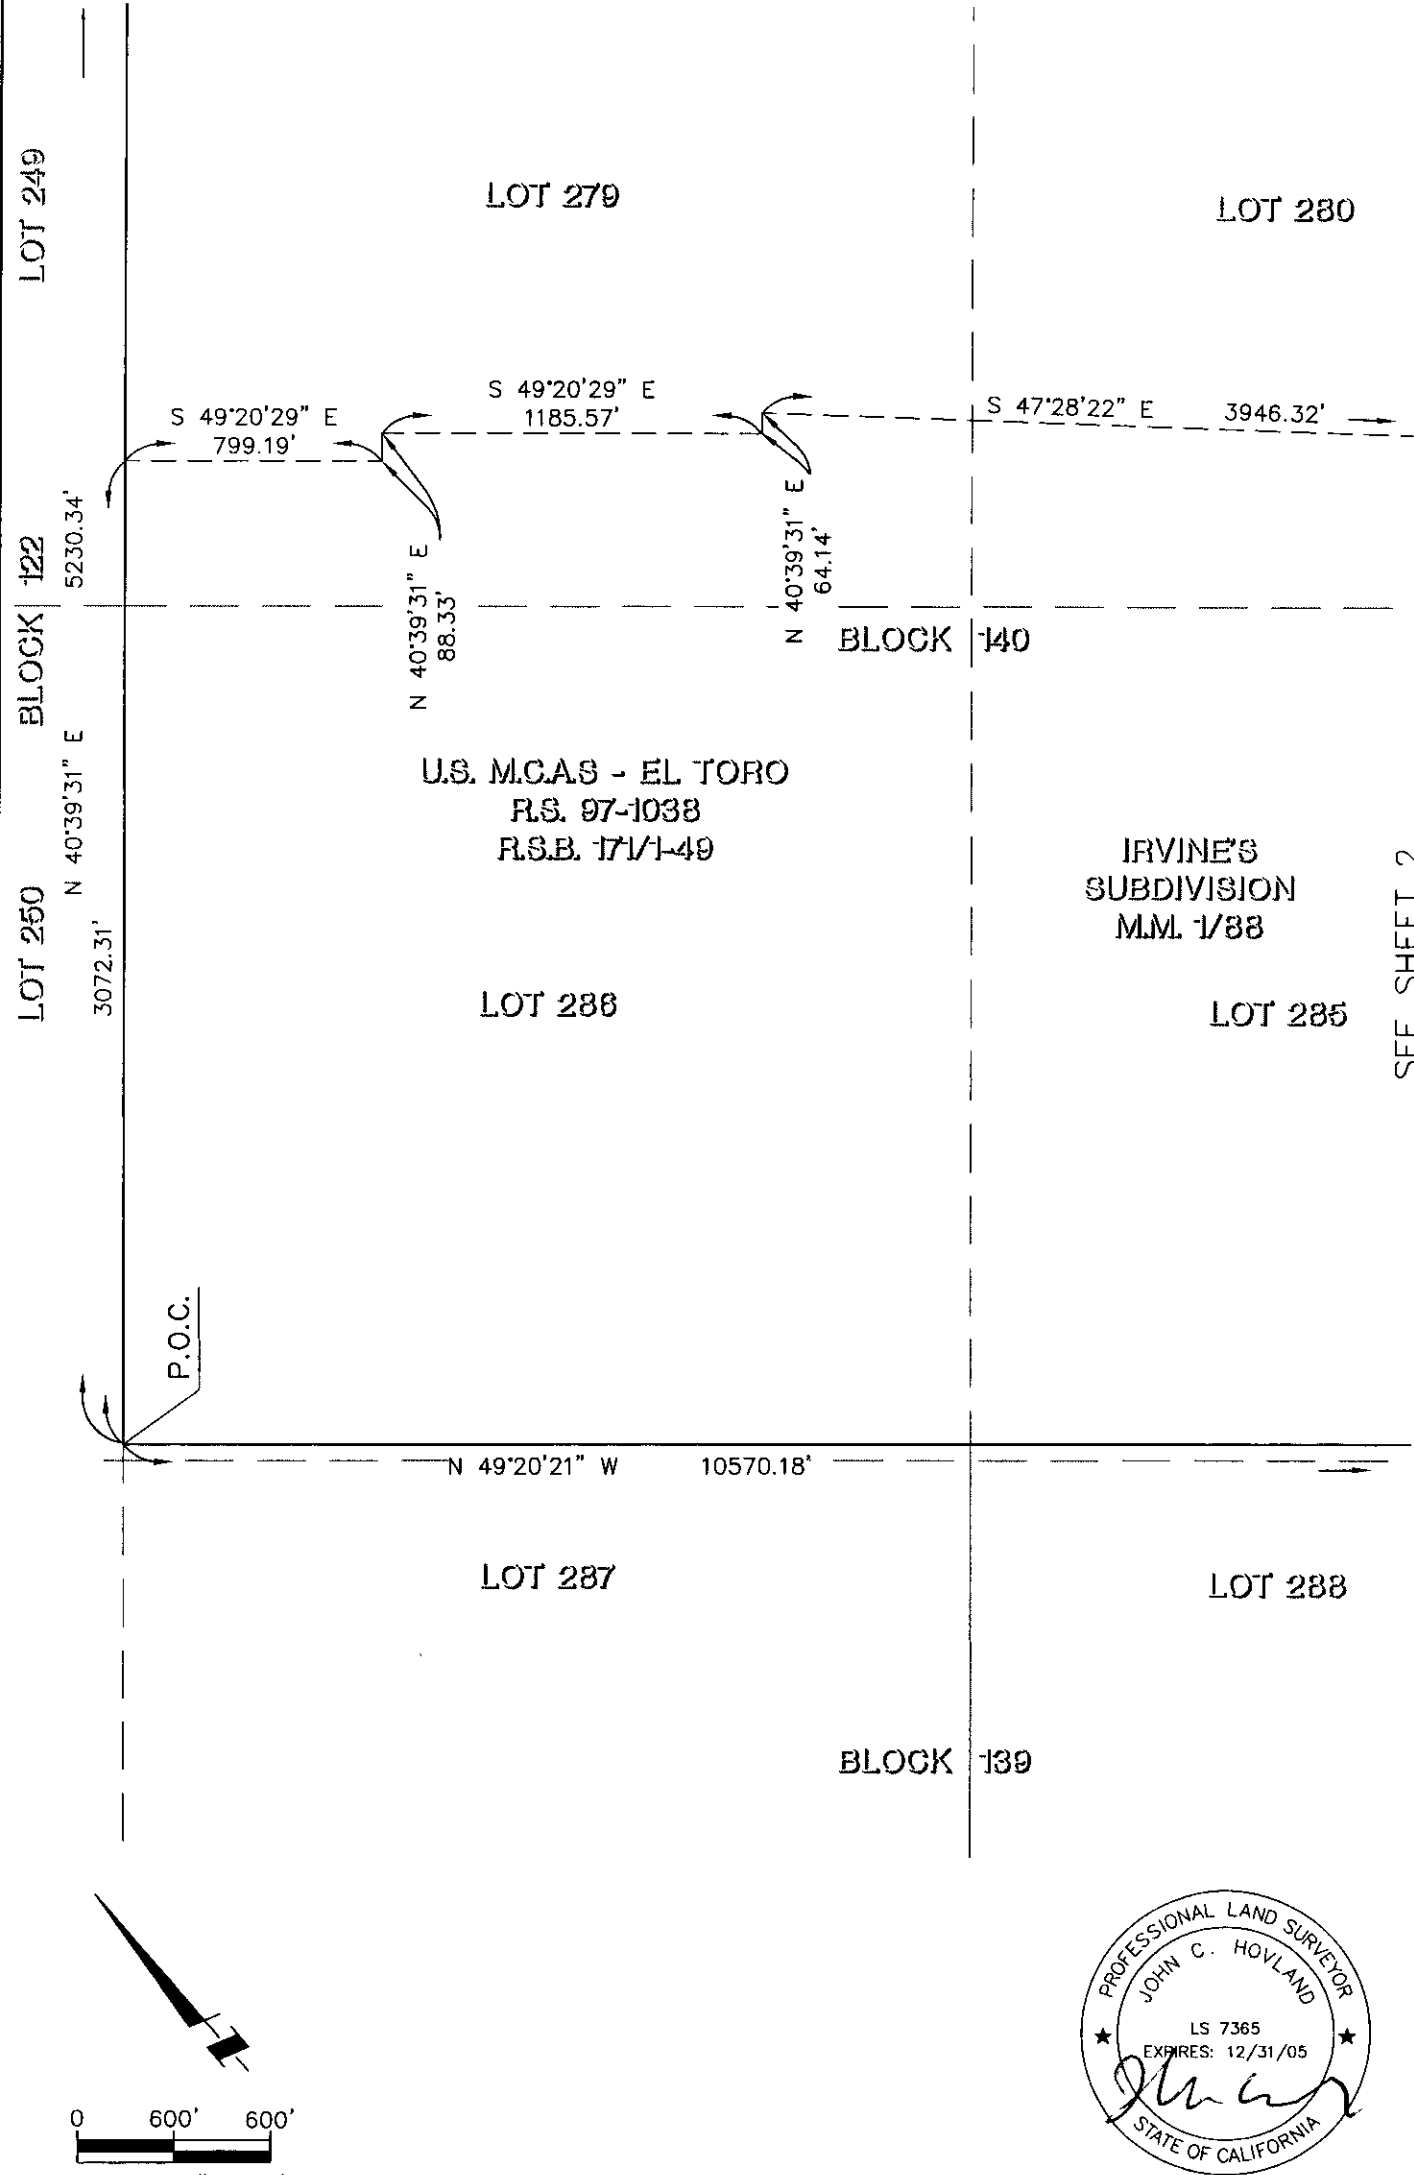 LOT 249
LOT 279
LOT 280
S 49°20'29" E
799.19'
S 49°20'29" E
1185.57'
S 47°28'22" E 3946.32'
5230.34'
BLOCK 122
N 40°39'31" E
88.33'
N 40°39'31" E
64.14'
BLOCK 140
N 40°39'31" E
U.S. M.C.A.S - EL TORO
R.S. 97-1038
R.S.B. 171/1-49
IRVINE'S
SUBDIVISION
M.M. 1/88
SEE SHEET 2
LOT 250
3072.31'
LOT 286
LOT 285
P.O.C.
N 49°20'21" W 10570.18'
LOT 287
LOT 288
BLOCK 139
PROFESSIONAL LAND SURVEYOR
JOHN C. HOVLAND
LS 7365
EXPIRES: 12/31/05
STATE OF CALIFORNIA
0 600' 600'